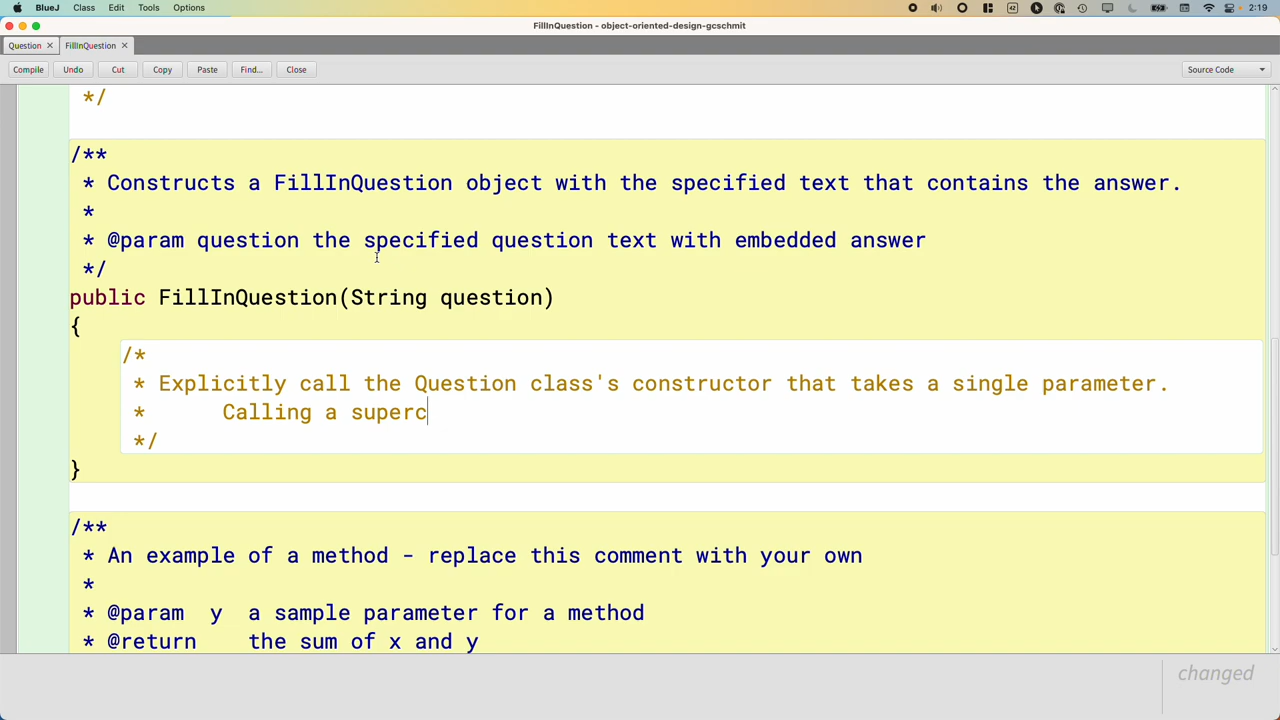 BlueJ Class Edit Tools Options 42 2:19
FillInQuestion - object-oriented-design-gcschmit
Question × FillInQuestion ×
Compile Undo Cut Copy Paste Find... Close Source Code
*/
/**
* Constructs a FillInQuestion object with the specified text that contains the answer.
*
* @param question the specified question text with embedded answer
*/
public FillInQuestion(String question)
{
/*
* Explicitly call the Question class's constructor that takes a single parameter.
* Calling a superc
*/
}
/**
* An example of a method - replace this comment with your own
*
* @param y a sample parameter for a method
* @return the sum of x and y
changed